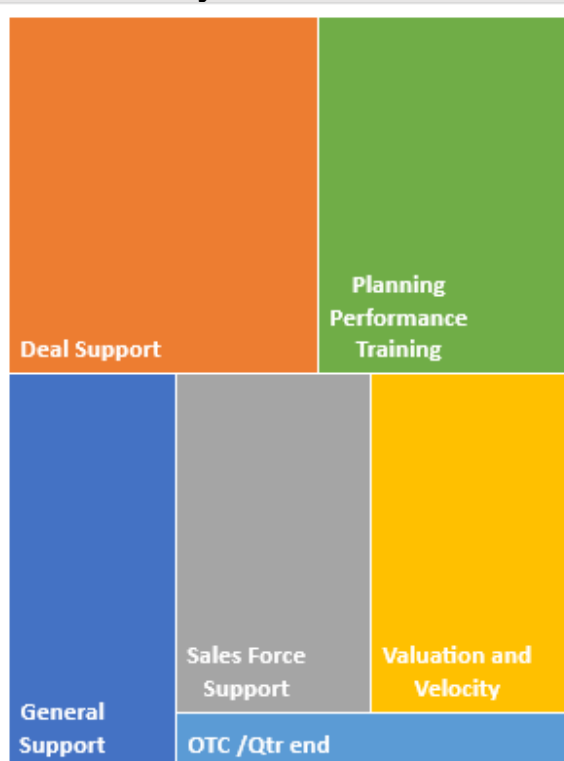 Deal Support
Planning
Performance
Training
General
Support
Sales Force
Support
Valuation and
Velocity
OTC /Qtr end